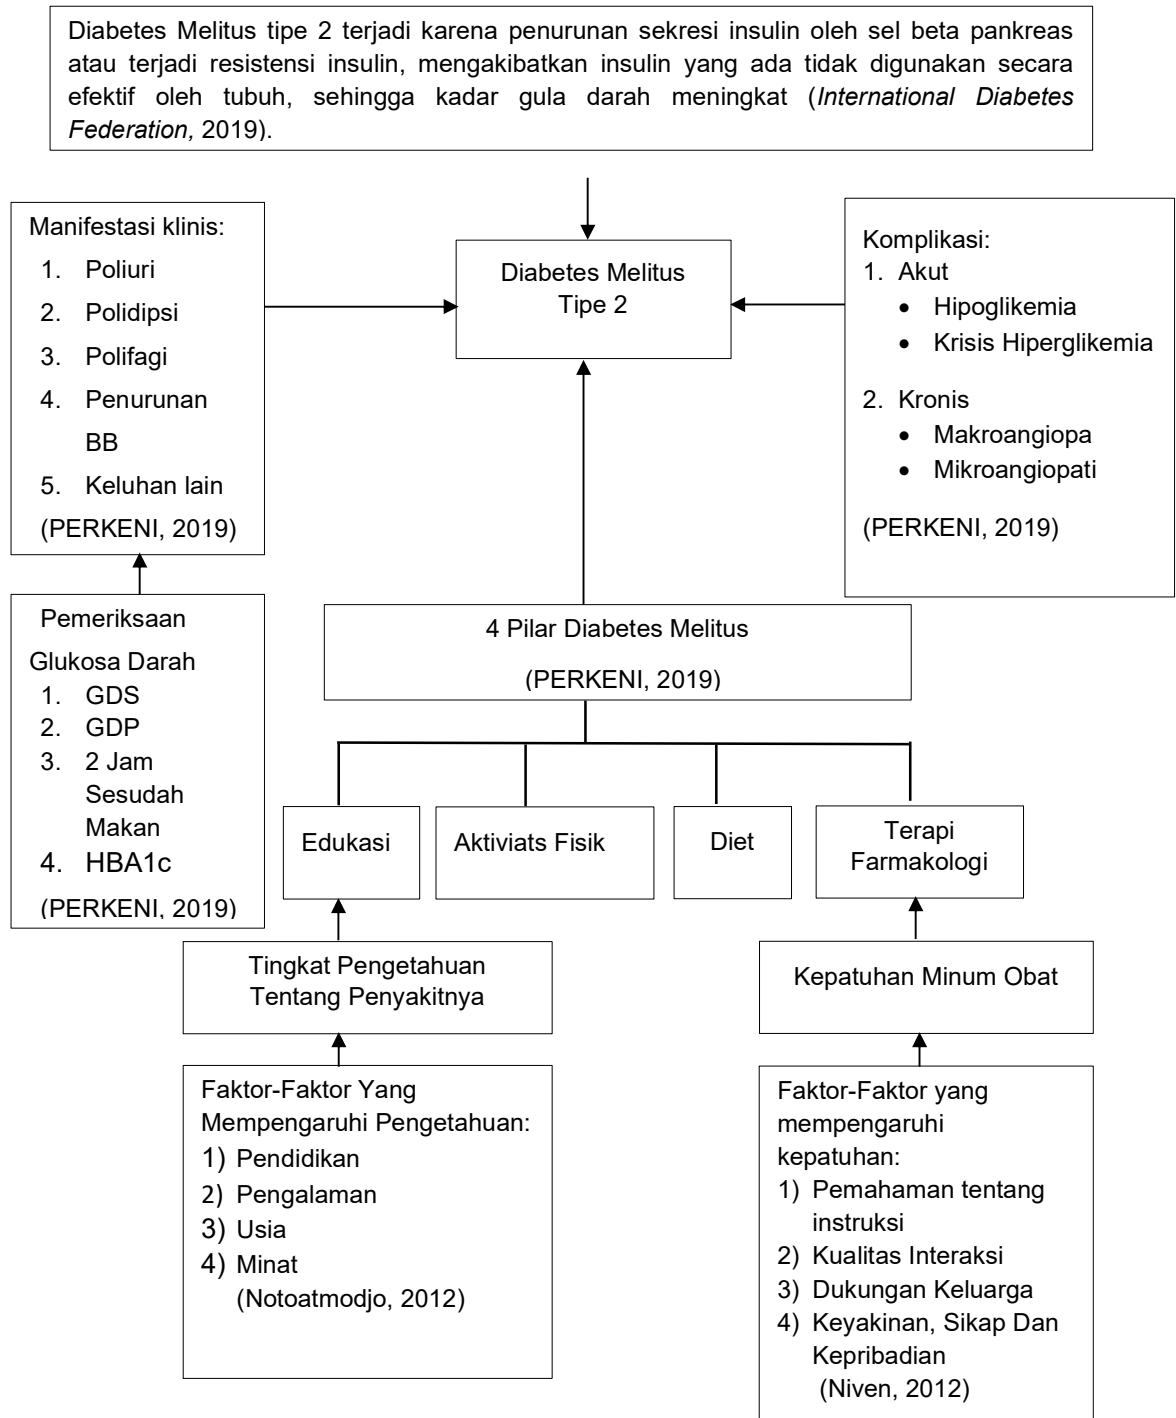 Diabetes Melitus tipe 2 terjadi karena penurunan sekresi insulin oleh sel beta pankreas
atau terjadi resistensi insulin, mengakibatkan insulin yang ada tidak digunakan secara
efektif oleh tubuh, sehingga kadar gula darah meningkat (International Diabetes
Federation, 2019).
Manifestasi klinis:
1. Poliuri
2. Polidipsi
3. Polifagi
4. Penurunan
BB
5. Keluhan lain
(PERKENI, 2019)
Diabetes Melitus
Tipe 2
Komplikasi:
1. Akut
• Hipoglikemia
• Krisis Hiperglikemia
2. Kronis
• Makroangiopa
• Mikroangiopati
(PERKENI, 2019)
Pemeriksaan
Glukosa Darah
1. GDS
2. GDP
3. 2 Jam
Sesudah
Makan
4. HBA1c
(PERKENI, 2019)
4 Pilar Diabetes Melitus
(PERKENI, 2019)
Edukasi
Aktiviats Fisik
Diet
Terapi
Farmakologi
Tingkat Pengetahuan
Tentang Penyakitnya
Kepatuhan Minum Obat
Faktor-Faktor Yang
Mempengaruhi Pengetahuan:
1) Pendidikan
2) Pengalaman
3) Usia
4) Minat
(Notoatmodjo, 2012)
Faktor-Faktor yang
mempengaruhi
kepatuhan:
1) Pemahaman tentang
instruksi
2) Kualitas Interaksi
3) Dukungan Keluarga
4) Keyakinan, Sikap Dan
Kepribadian
(Niven, 2012)